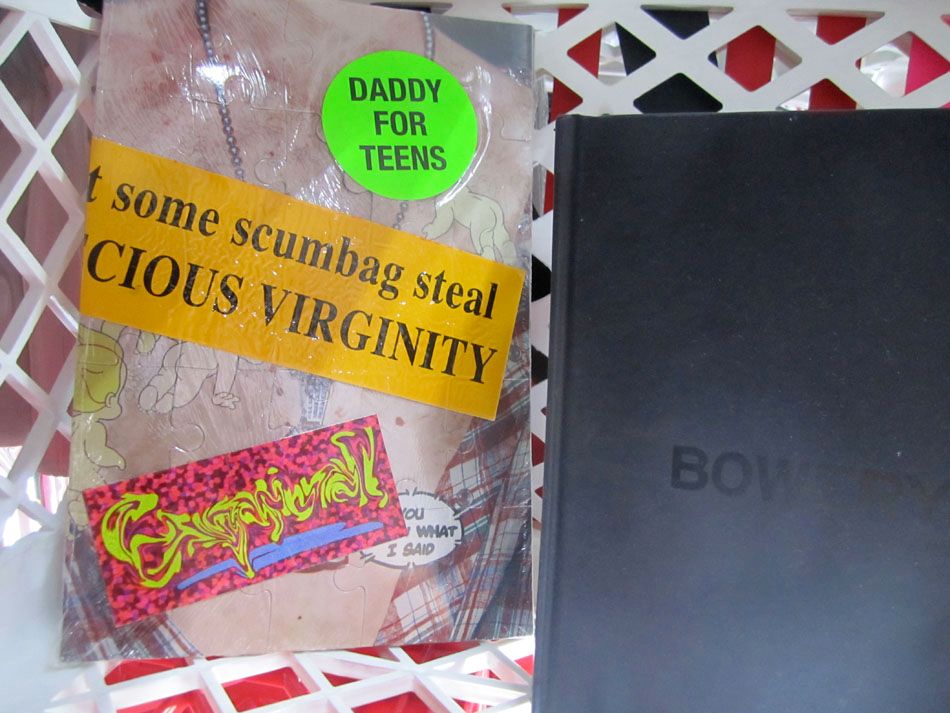 DADDY
FOR
TEENS
t some scumbag steal
CIOUS VIRGINITY
YOU
WHAT
I SAID
BOW